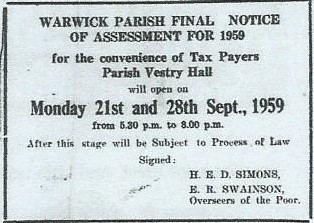 WARWICK PARISH FINAL NOTICE
OF ASSESSMENT FOR 1959
for the convenience of Tax Payers
Parish Vestry Hall
will open on
Monday 21st and 28th Sept., 1959
from 5.30 p.m. to 8.00 p.m.
After this stage will be Subject to Process of Law
Signed:
H. E. D. SIMONS,
E. R. SWAINSON,
Overseers of the Poor.